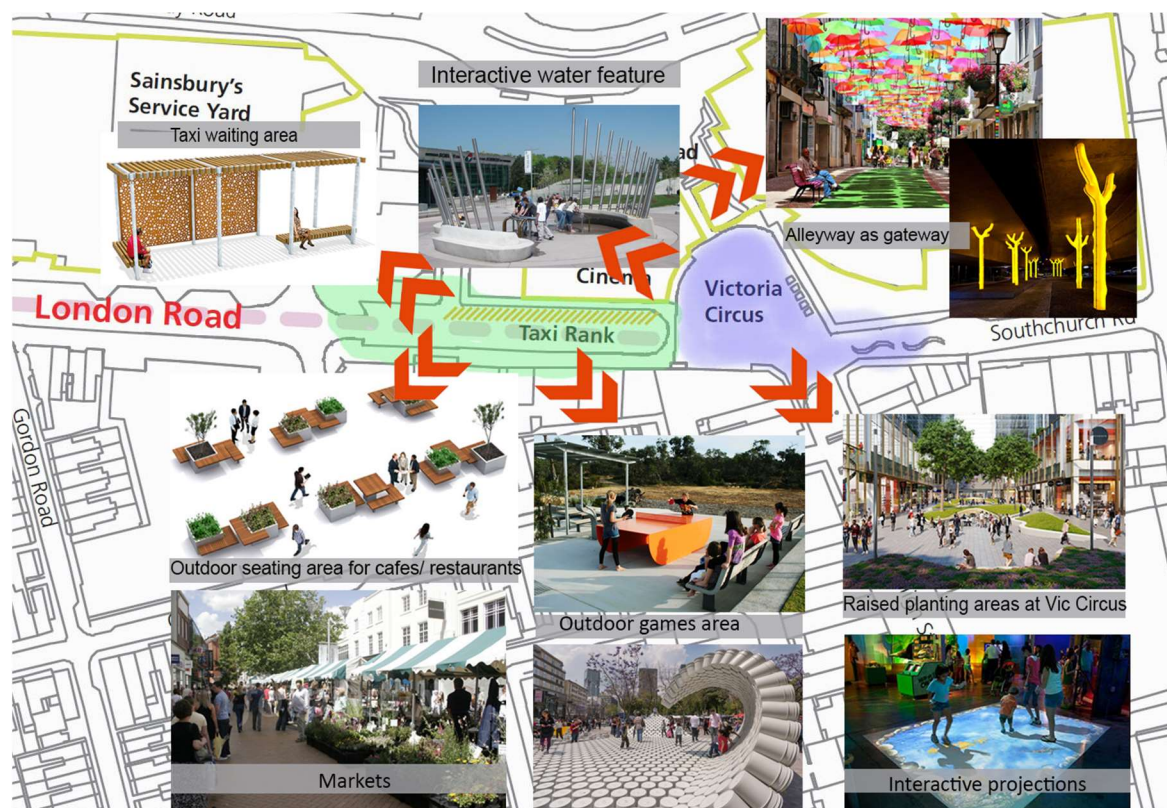 Road
Sainsbury's
Service Yard
Taxi waiting area
Interactive water feature
ad
Alleyway as gateway
Cinema
Victoria
Circus
London Road
Taxi Rank
Southchurch Rd
Gordon Road
Outdoor seating area for cafes/ restaurants
Outdoor games area
Raised planting areas at Vic Circus
Markets
Interactive projections